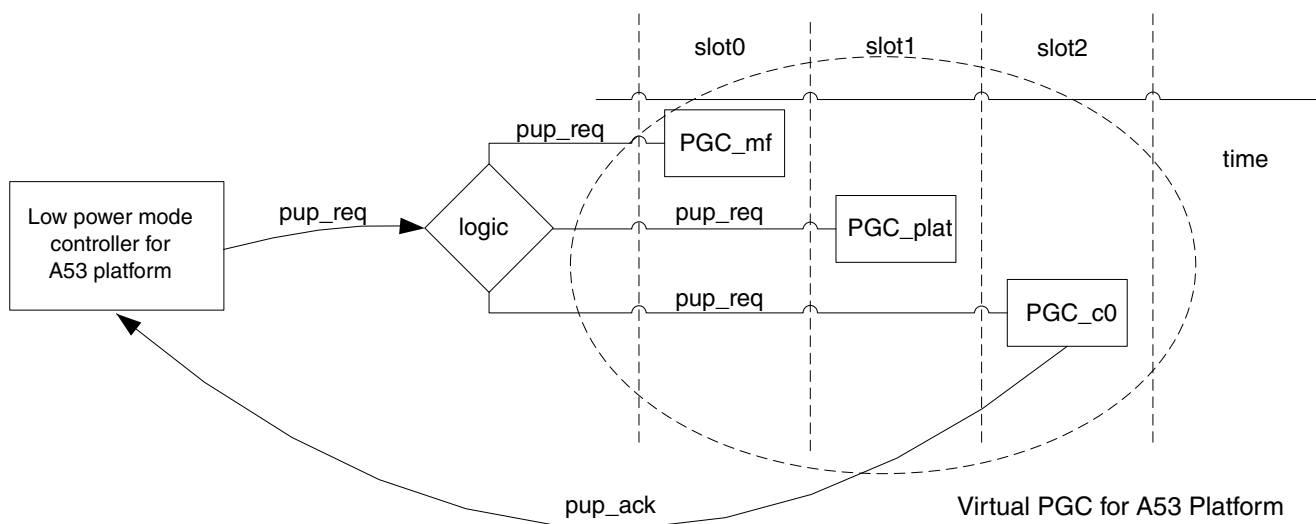 slot0
slot1
slot2
pup_req
PGC_mf
time
Low power mode
controller for
A53 platform
pup_req
logic
pup_req
PGC_plat
pup_req
PGC_c0
pup_ack
Virtual PGC for A53 Platform